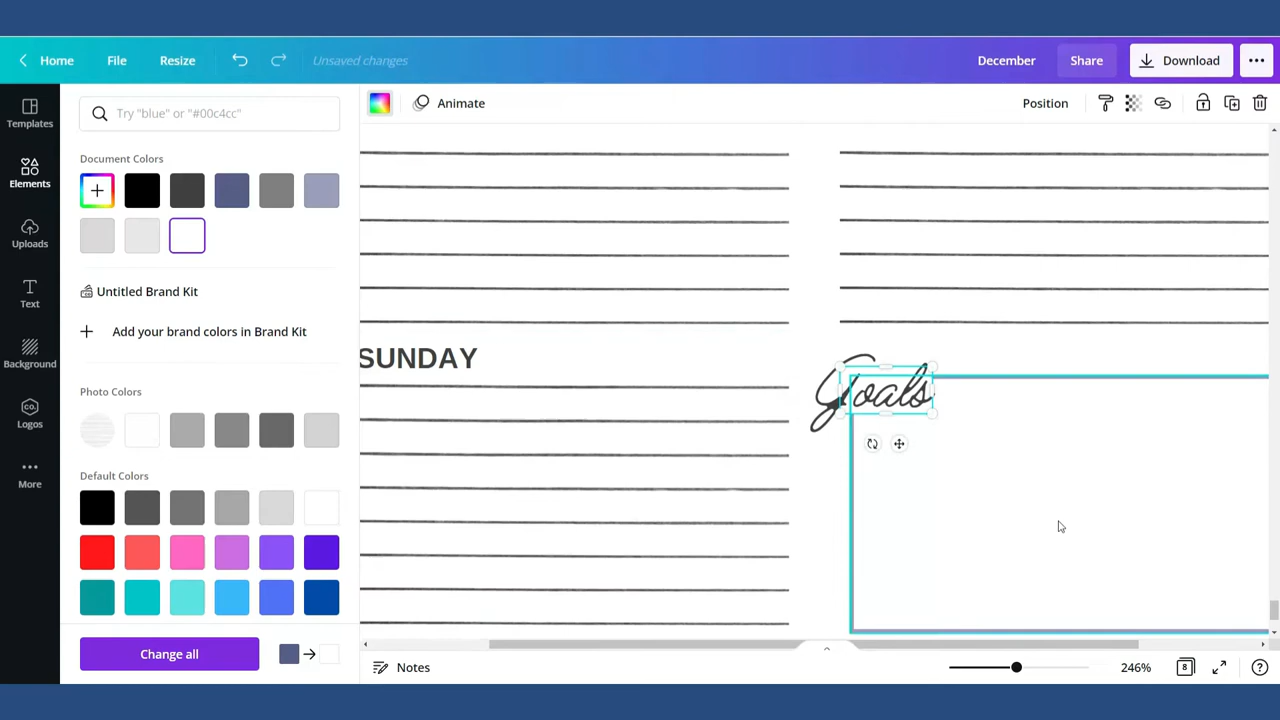 Home File Resize Unsaved changes December Share Download
Templates
Elements
Uploads
Text
Background
Logos
More
Try "blue" or "#00c4cc"
Document Colors
Untitled Brand Kit
Add your brand colors in Brand Kit
Photo Colors
Default Colors
Change all
Animate Position
SUNDAY
Goals
Notes 246% 8 ?